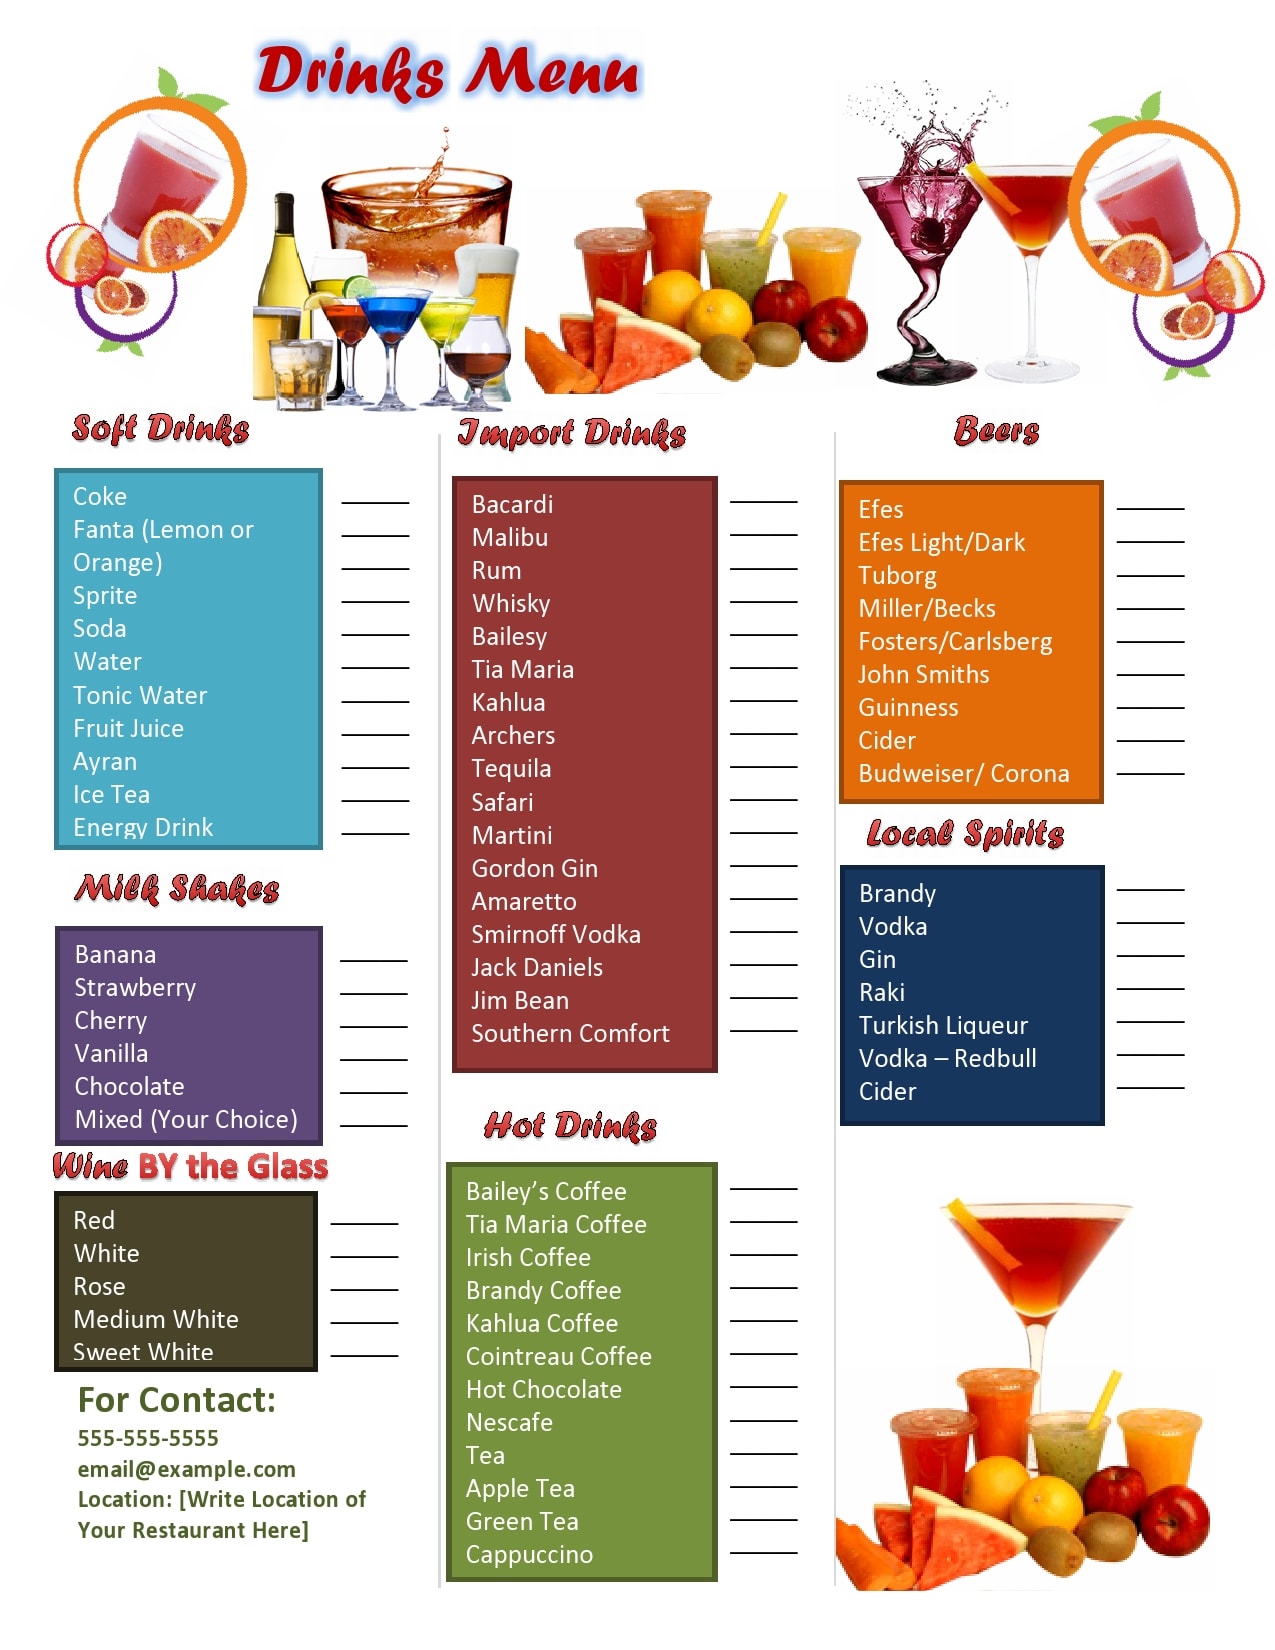 Drinks Menu
Soft Drinks
Coke
Fanta (Lemon or
Orange)
Sprite
Soda
Water
Tonic Water
Fruit Juice
Ayran
Ice Tea
Energy Drink
Milk Shakes
Banana
Strawberry
Cherry
Vanilla
Chocolate
Mixed (Your Choice)
Wine BY the Glass
Red
White
Rose
Medium White
Sweet White
For Contact:
555-555-5555
email@example.com
Location: [Write Location of
Your Restaurant Here]
Import Drinks
Bacardi
Malibu
Rum
Whisky
Bailesy
Tia Maria
Kahlua
Archers
Tequila
Safari
Martini
Gordon Gin
Amaretto
Smirnoff Vodka
Jack Daniels
Jim Bean
Southern Comfort
Hot Drinks
Bailey’s Coffee
Tia Maria Coffee
Irish Coffee
Brandy Coffee
Kahlua Coffee
Cointreau Coffee
Hot Chocolate
Nescafe
Tea
Apple Tea
Green Tea
Cappuccino
Beers
Efes
Efes Light/Dark
Tuborg
Miller/Becks
Fosters/Carlsberg
John Smiths
Guinness
Cider
Budweiser/ Corona
Local Spirits
Brandy
Vodka
Gin
Raki
Turkish Liqueur
Vodka – Redbull
Cider